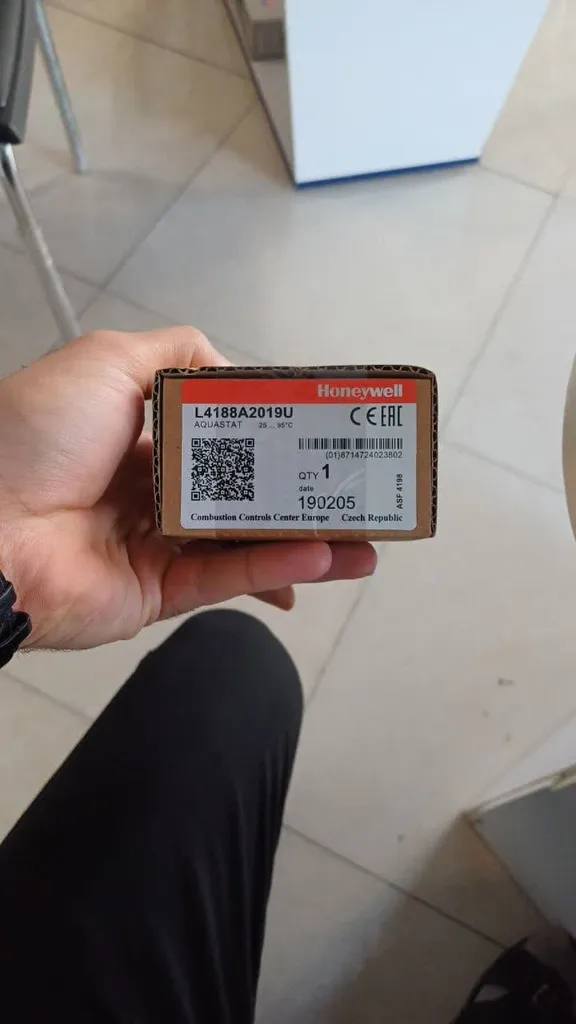 Honeywell
L4188A2019U
AQUASTAT 25 ... 95°C
CE EAC
(01)8714724023802
QTY 1
date
190205
ASF 4198
Combustion Controls Center Europe Czech Republic